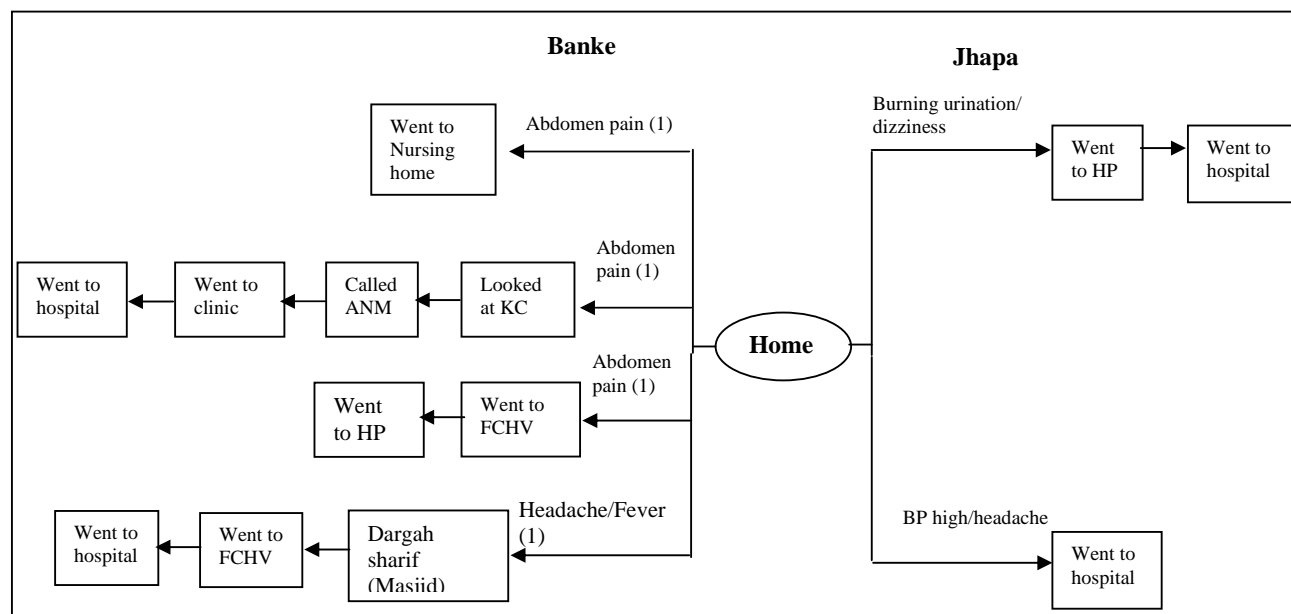 Banke
Jhapa
Went to
Nursing
home
Abdomen pain (1)
Burning urination/
dizziness
Went
to HP
Went to
hospital
Went to
hospital
Went to
clinic
Called
ANM
Looked
at KC
Abdomen
pain (1)
Home
Went
to HP
Went to
FCHV
Abdomen
pain (1)
Went to
hospital
Went to
FCHV
Dargah
sharif
(Masjid)
Headache/Fever
(1)
BP high/headache
Went to
hospital